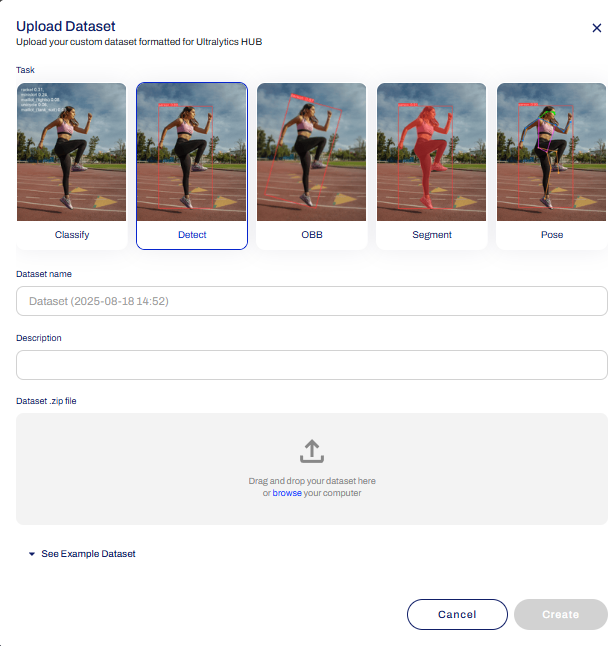 Upload Dataset
Upload your custom dataset formatted for Ultralytics HUB
Task
Classify
Detect
OBB
Segment
Pose
Dataset name
Dataset (2025-08-18 14:52)
Description
Dataset .zip file
Drag and drop your dataset here
or browse your computer
See Example Dataset
Cancel
Create